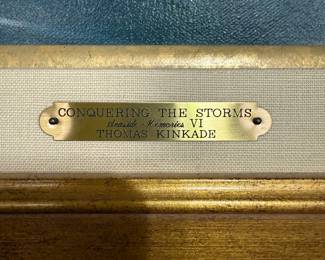 CONQUERING THE STORMS
Seaside Memories VI
THOMAS KINKADE